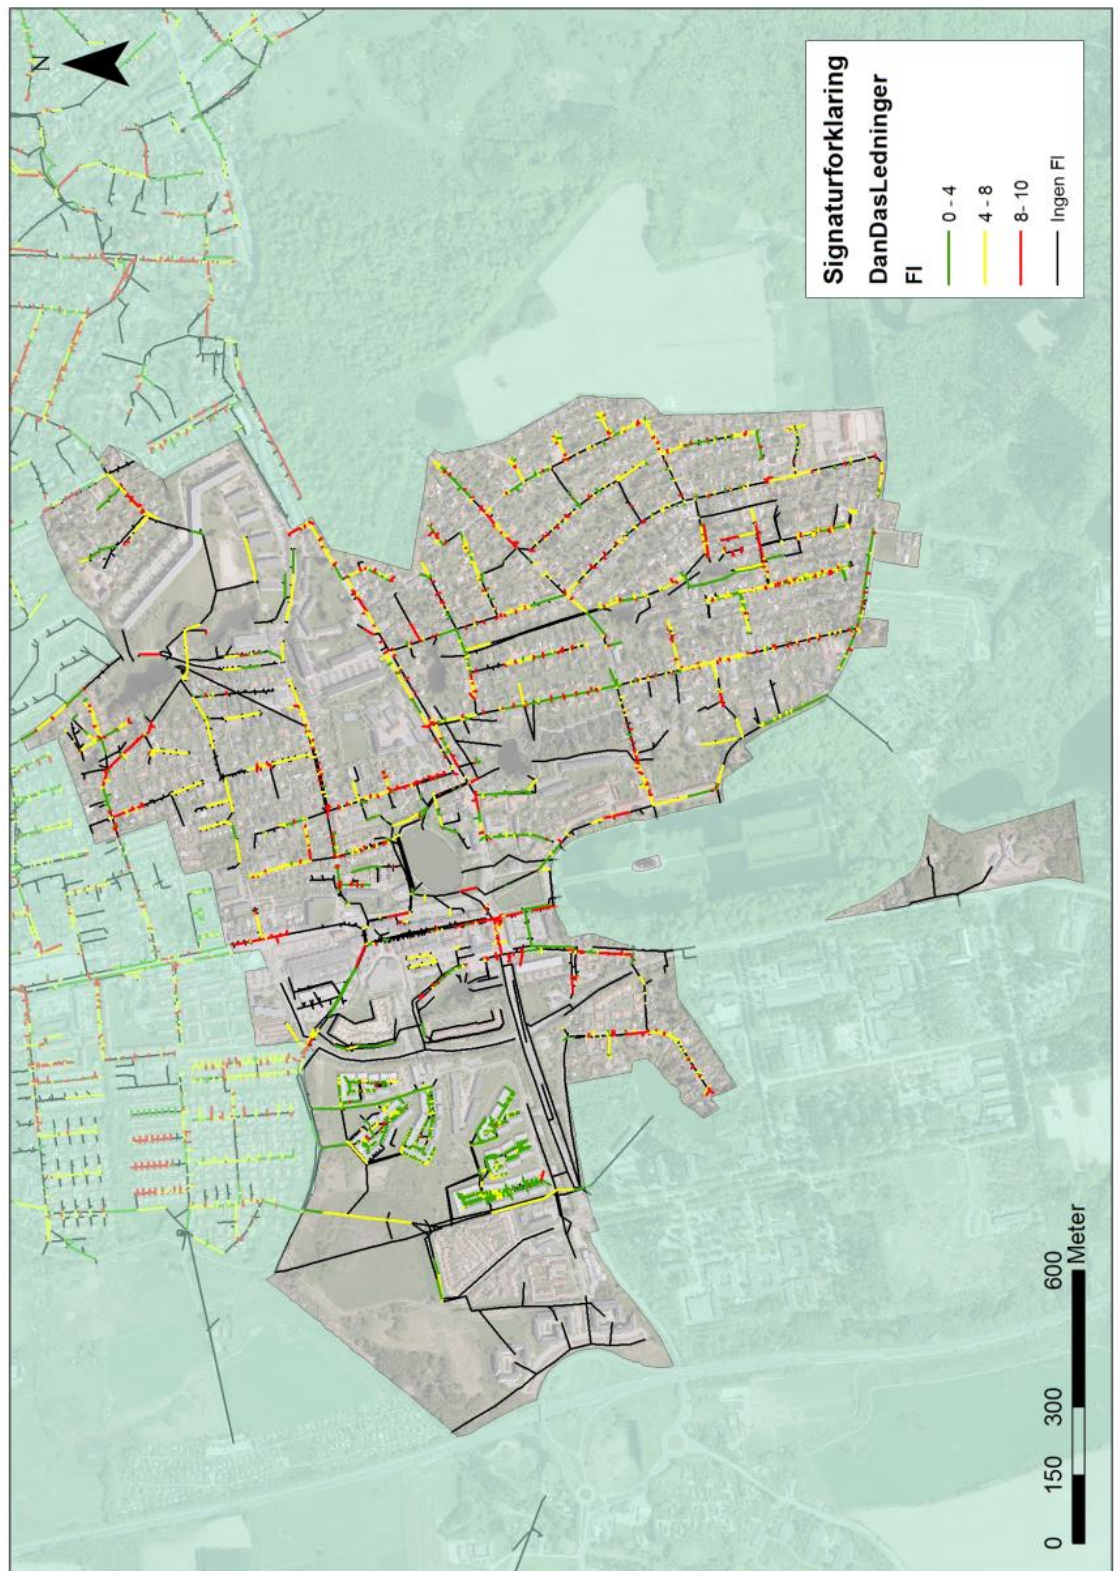 N
Signaturforklaring
DanDasLedninger
FI
0 - 4
4 - 8
8- 10
Ingen FI
0 150 300 600
Meter